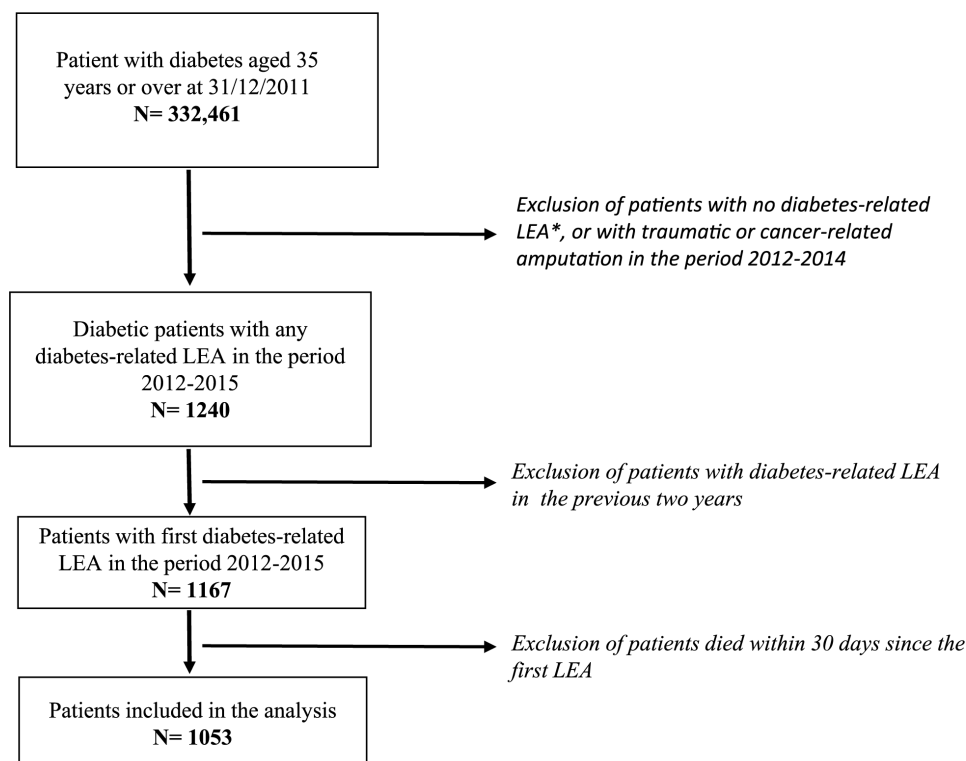 Patient with diabetes aged 35
years or over at 31/12/2011
N= 332,461
Exclusion of patients with no diabetes-related
LEA*, or with traumatic or cancer-related
amputation in the period 2012-2014
Diabetic patients with any
diabetes-related LEA in the period
2012-2015
N= 1240
Exclusion of patients with diabetes-related LEA
in the previous two years
Patients with first diabetes-related
LEA in the period 2012-2015
N= 1167
Exclusion of patients died within 30 days since the
first LEA
Patients included in the analysis
N= 1053